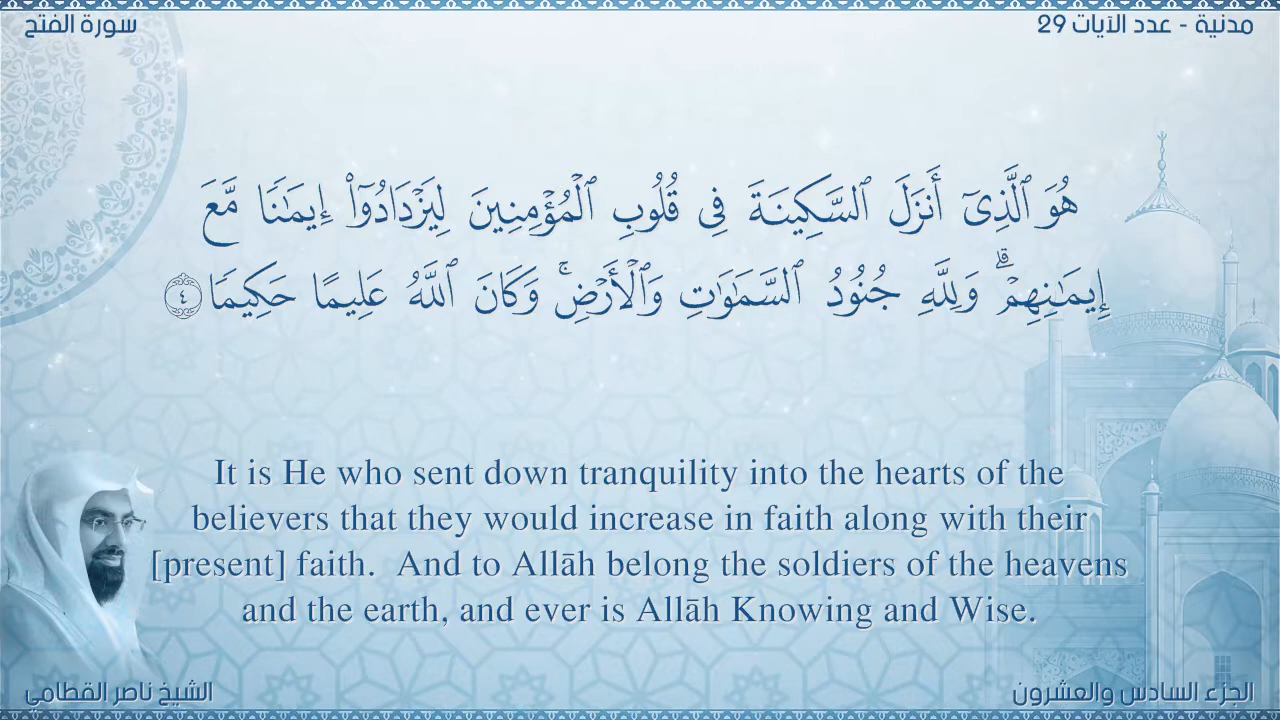 مدنية - عدد الآيات 29
سورة الفتح
هُوَ ٱلَّذِىٓ أَنزَلَ ٱلسَّكِينَةَ فِى قُلُوبِ ٱلْمُؤْمِنِينَ لِيَزْدَادُوٓا۟ إِيمَـٰنًا مَّعَ
إِيمَـٰنِهِمْ ۗ وَلِلَّهِ جُنُودُ ٱلسَّمَـٰوَٰتِ وَٱلْأَرْضِ ۚ وَكَانَ ٱللَّهُ عَلِيمًا حَكِيمًا ٤
It is He who sent down tranquility into the hearts of the
believers that they would increase in faith along with their
[present] faith.  And to Allāh belong the soldiers of the heavens
and the earth, and ever is Allāh Knowing and Wise.
الجزء السادس والعشرون
الشيخ ناصر القطامي